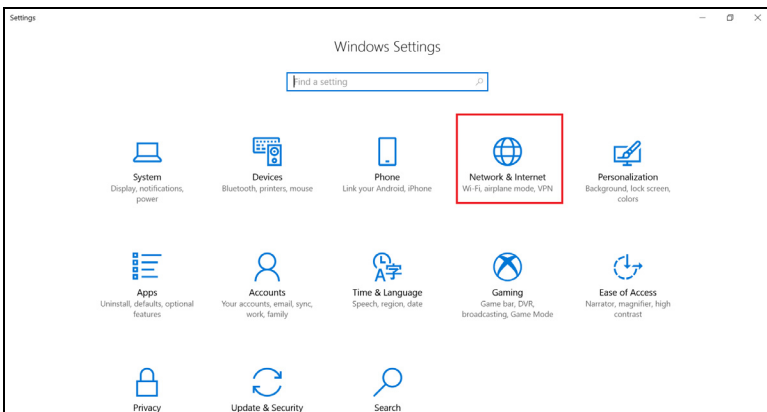 Settings
Windows Settings
Find a setting
System
Display, notifications,
power
Devices
Bluetooth, printers, mouse
Phone
Link your Android, iPhone
Network & Internet
Wi-Fi, airplane mode, VPN
Personalization
Background, lock screen,
colors
Apps
Uninstall, defaults, optional
features
Accounts
Your accounts, email, sync,
work, family
Time & Language
Speech, region, date
Gaming
Game bar, DVR,
broadcasting, Game Mode
Ease of Access
Narrator, magnifier, high
contrast
Privacy
Update & Security
Search